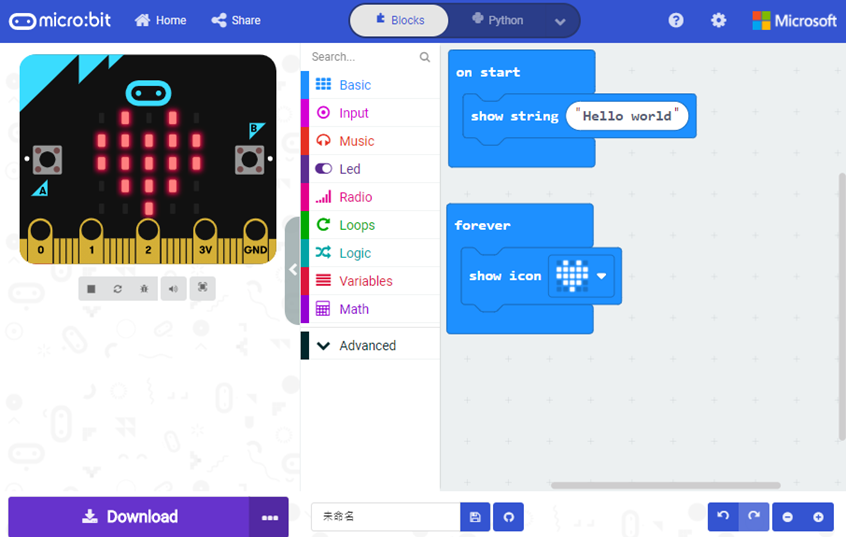 micro:bit
Home
Share
Blocks
Python
Microsoft
B
A
0 1 2 3V GND
Search...
Basic
Input
Music
Led
Radio
Loops
Logic
Variables
Math
Advanced
on start
show string "Hello world"
forever
show icon
Download
未命名